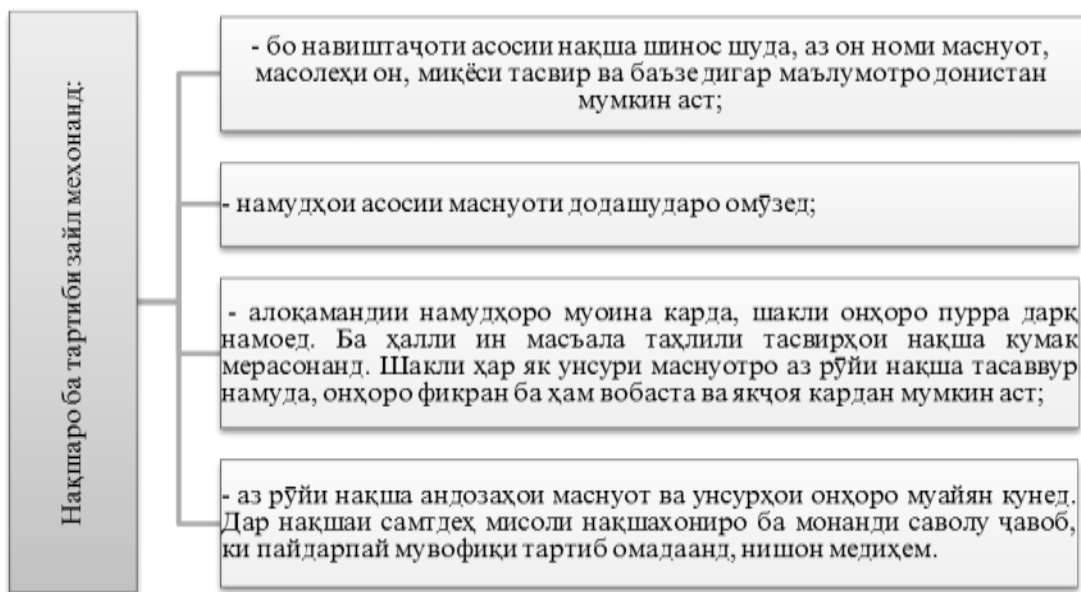 Нақшаро ба тартиби зайл мехонанд:
- бо навиштаҷоти асосии нақша шинос шуда, аз он номи маснуот,
масолеҳи он, миқёси тасвир ва баъзе дигар маълумотро донистан
мумкин аст;
- намудҳои асосии маснуоти додашударо омӯзед;
- алоқамандии намудҳоро муоина карда, шакли онҳоро пурра дарк
намоед. Ба ҳалли ин масъала таҳлили тасвирҳои нақша кумак
мерасонанд. Шакли ҳар як унсури маснуотро аз рӯйи нақша тасаввур
намуда, онҳоро фикран ба ҳам вобаста ва якҷоя кардан мумкин аст;
- аз рӯйи нақша андозаҳои маснуот ва унсурҳои онҳоро муайян кунед.
Дар нақшаи самтдеҳ мисоли нақшахониро ба монанди саволу ҷавоб,
ки пайдарпай мувофиқи тартиб омадаанд, нишон медиҳем.